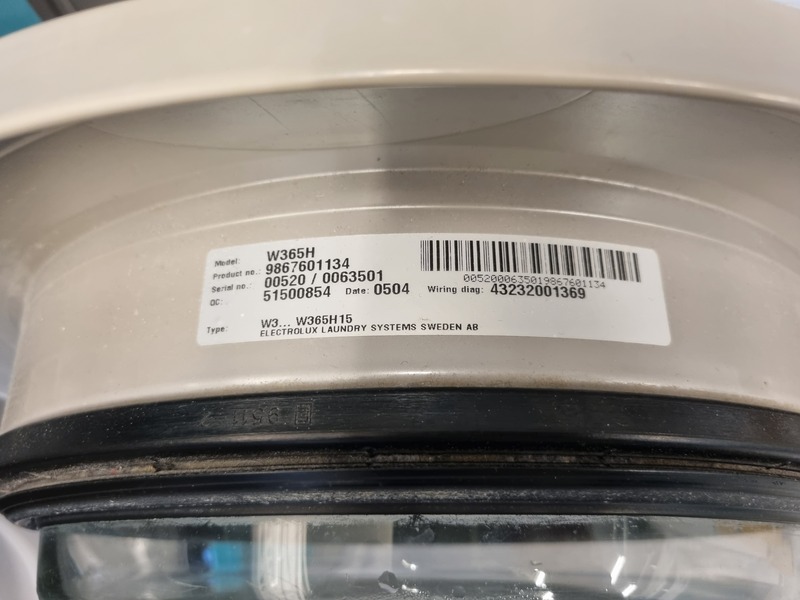 Model: W365H
Product no.: 9867601134
Serial no.: 00520 / 0063501
QC: 51500854 Date: 0504 Wiring diag: 43232001369
0052000635019867601134
Type: W3... W365H15
ELECTROLUX LAUNDRY SYSTEMS SWEDEN AB